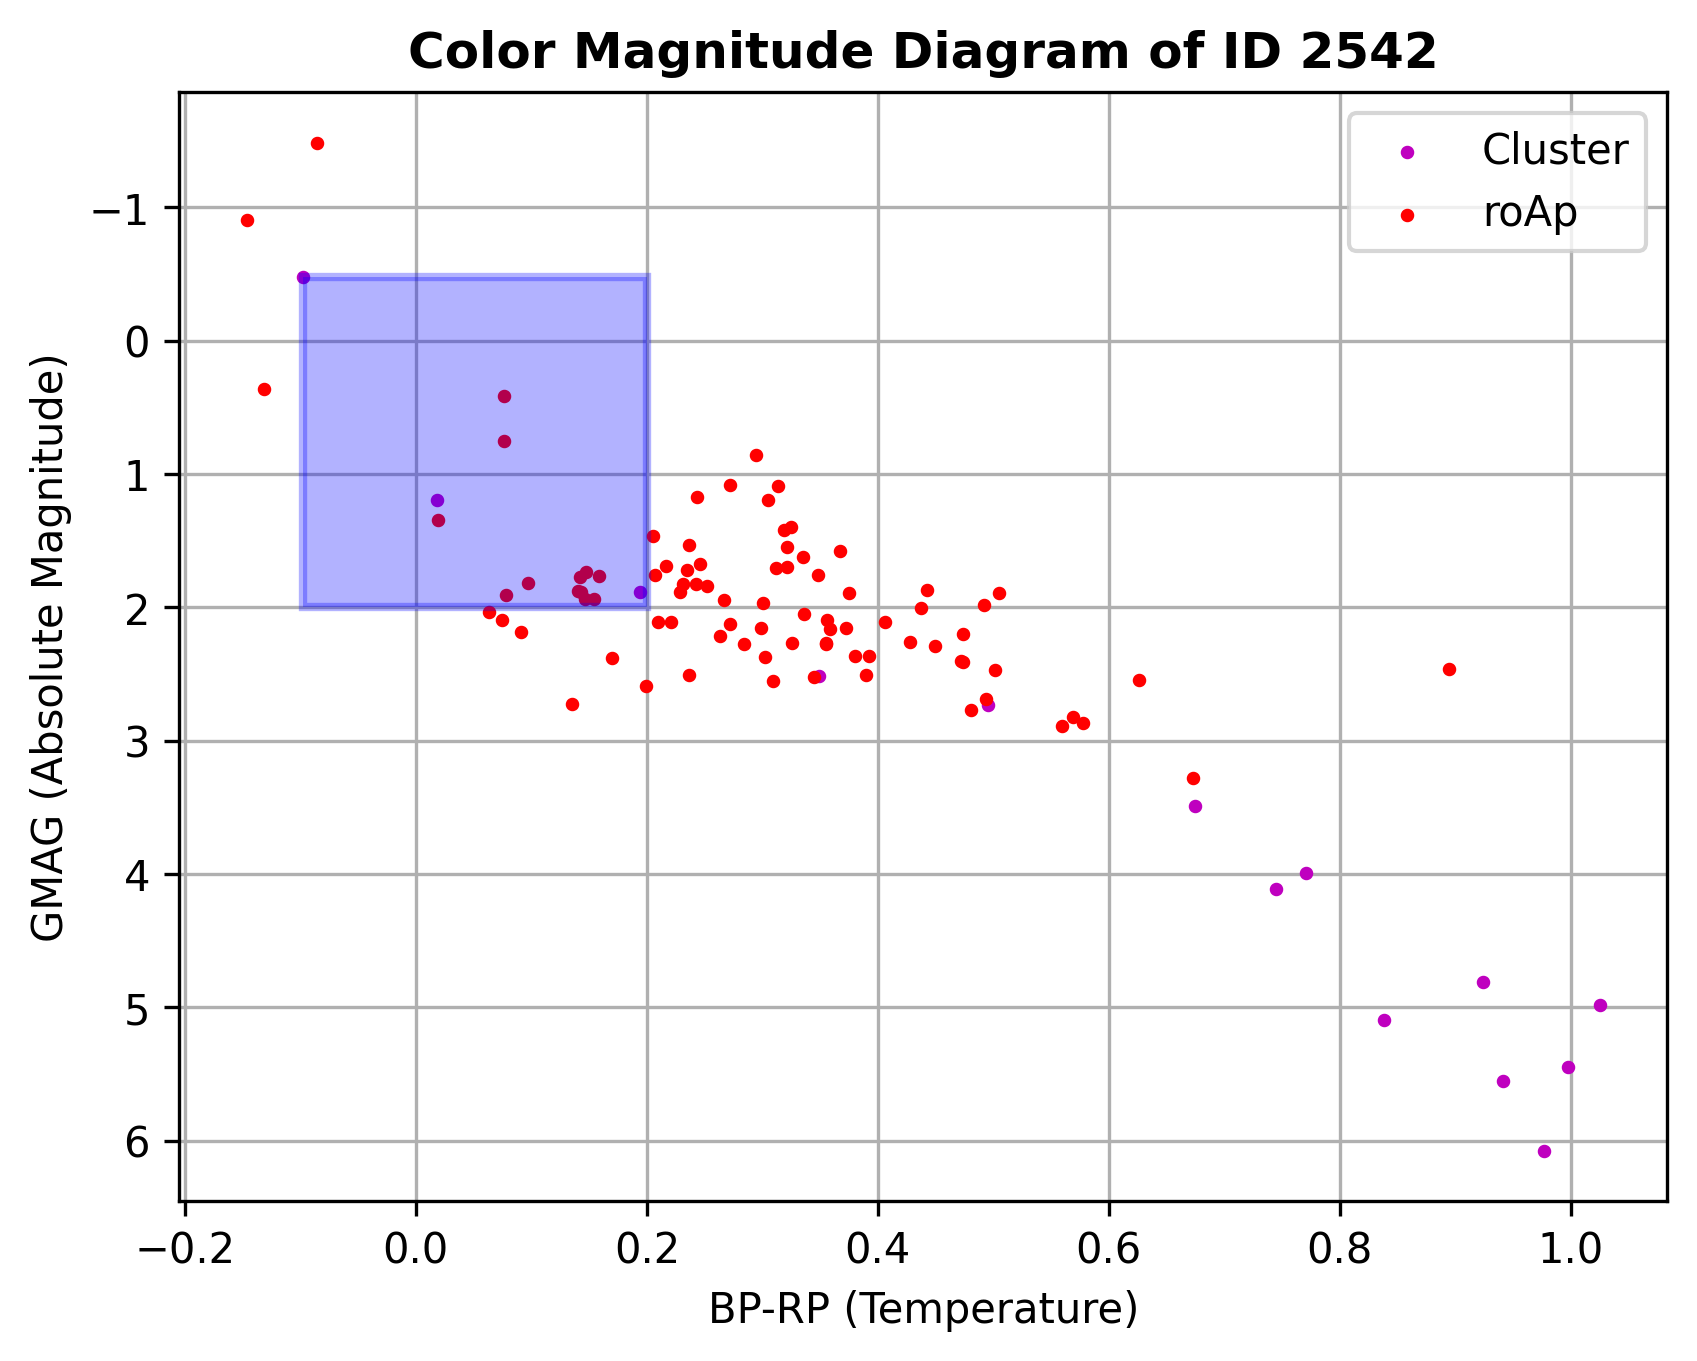 Color Magnitude Diagram of ID 2542
Cluster
roAp
GMAG (Absolute Magnitude)
−1
0
1
2
3
4
5
6
−0.2 0.0 0.2 0.4 0.6 0.8 1.0
BP-RP (Temperature)